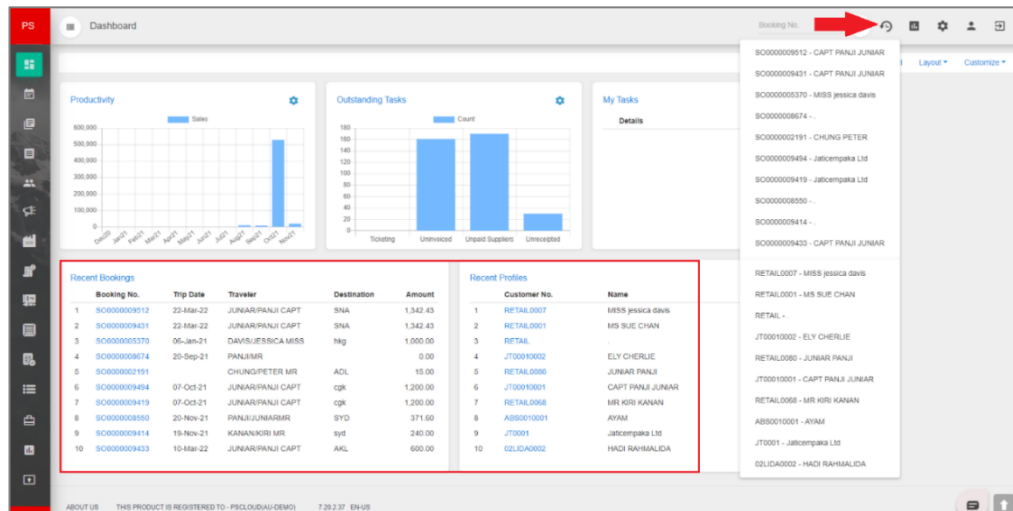 PS
Dashboard
Booking No.
Layout
Customize
Productivity
Sales
600,000
500,000
400,000
300,000
200,000
100,000
0
Dec20 Jan21 Feb21 Mar21 Apr21 May21 Jun21 Jul21 Aug21 Sep21 Oct21 Nov21
Outstanding Tasks
Count
180
160
140
120
100
80
60
40
20
0
Ticketing Uninvoiced Unpaid Suppliers Unreceipted
My Tasks
Details
Recent Bookings
Booking No. Trip Date Traveler Destination Amount
1 SO0000009512 22-Mar-22 JUNIAR/PANJI CAPT SNA 1,342.43
2 SO0000009431 22-Mar-22 JUNIAR/PANJI CAPT SNA 1,342.43
3 SO0000005370 06-Jan-21 DAVIS/JESSICA MISS hkg 1,000.00
4 SO0000008674 20-Sep-21 PANJI/MR 0.00
5 SO0000002191 CHUNG/PETER MR ADL 15.00
6 SO0000009494 07-Oct-21 JUNIAR/PANJI CAPT cgk 1,200.00
7 SO0000009419 07-Oct-21 JUNIAR/PANJI CAPT cgk 1,200.00
8 SO0000008550 20-Nov-21 PANJI/JUNIARMR SYD 371.60
9 SO0000009414 19-Nov-21 KANAN/KIRI MR syd 240.00
10 SO0000009433 10-Mar-22 JUNIAR/PANJI CAPT AKL 600.00
Recent Profiles
Customer No. Name
1 RETAIL0007 MISS jessica davis
2 RETAIL0001 MS SUE CHAN
3 RETAIL .
4 JT00010002 ELY CHERLIE
5 RETAIL0080 JUNIAR PANJI
6 JT00010001 CAPT PANJI JUNIAR
7 RETAIL0068 MR KIRI KANAN
8 ABS0010001 AYAM
9 JT0001 Jaticempaka Ltd
10 02LIDA0002 HADI RAHMALIDA
SO0000009512 - CAPT PANJI JUNIAR
SO0000009431 - CAPT PANJI JUNIAR
SO0000005370 - MISS jessica davis
SO0000008674 - .
SO0000002191 - CHUNG PETER
SO0000009494 - Jaticempaka Ltd
SO0000009419 - Jaticempaka Ltd
SO0000008550 - .
SO0000009414 - .
SO0000009433 - CAPT PANJI JUNIAR
RETAIL0007 - MISS jessica davis
RETAIL0001 - MS SUE CHAN
RETAIL - .
JT00010002 - ELY CHERLIE
RETAIL0080 - JUNIAR PANJI
JT00010001 - CAPT PANJI JUNIAR
RETAIL0068 - MR KIRI KANAN
ABS0010001 - AYAM
JT0001 - Jaticempaka Ltd
02LIDA0002 - HADI RAHMALIDA
ABOUT US THIS PRODUCT IS REGISTERED TO - PSCLOUD(AU-DEMO) 7.20.2.37 EN-US